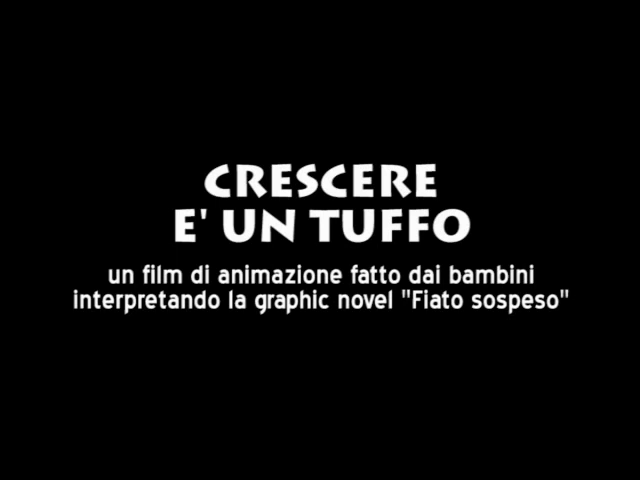 CRESCERE
E' UN TUFFO
un film di animazione fatto dai bambini
interpretando la graphic novel "Fiato sospeso"